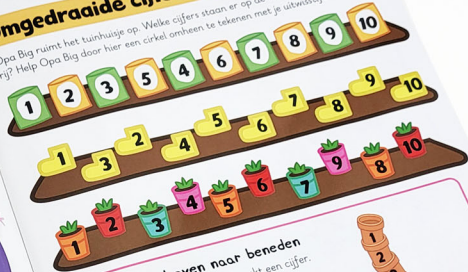 mgedraaide
Opa Big ruimt het tuinhuisje op. Welke cijfers staan er op de
rij? Help Opa Big door hier een cirkel omheen te tekenen met je
1 2 3 5 4 6 7 8 9 10
1 3 2 4 5 6 7 8 9 10
1 2 3 4 5 6 7 9 8 10
naar beneden
een cijfer.
1
2